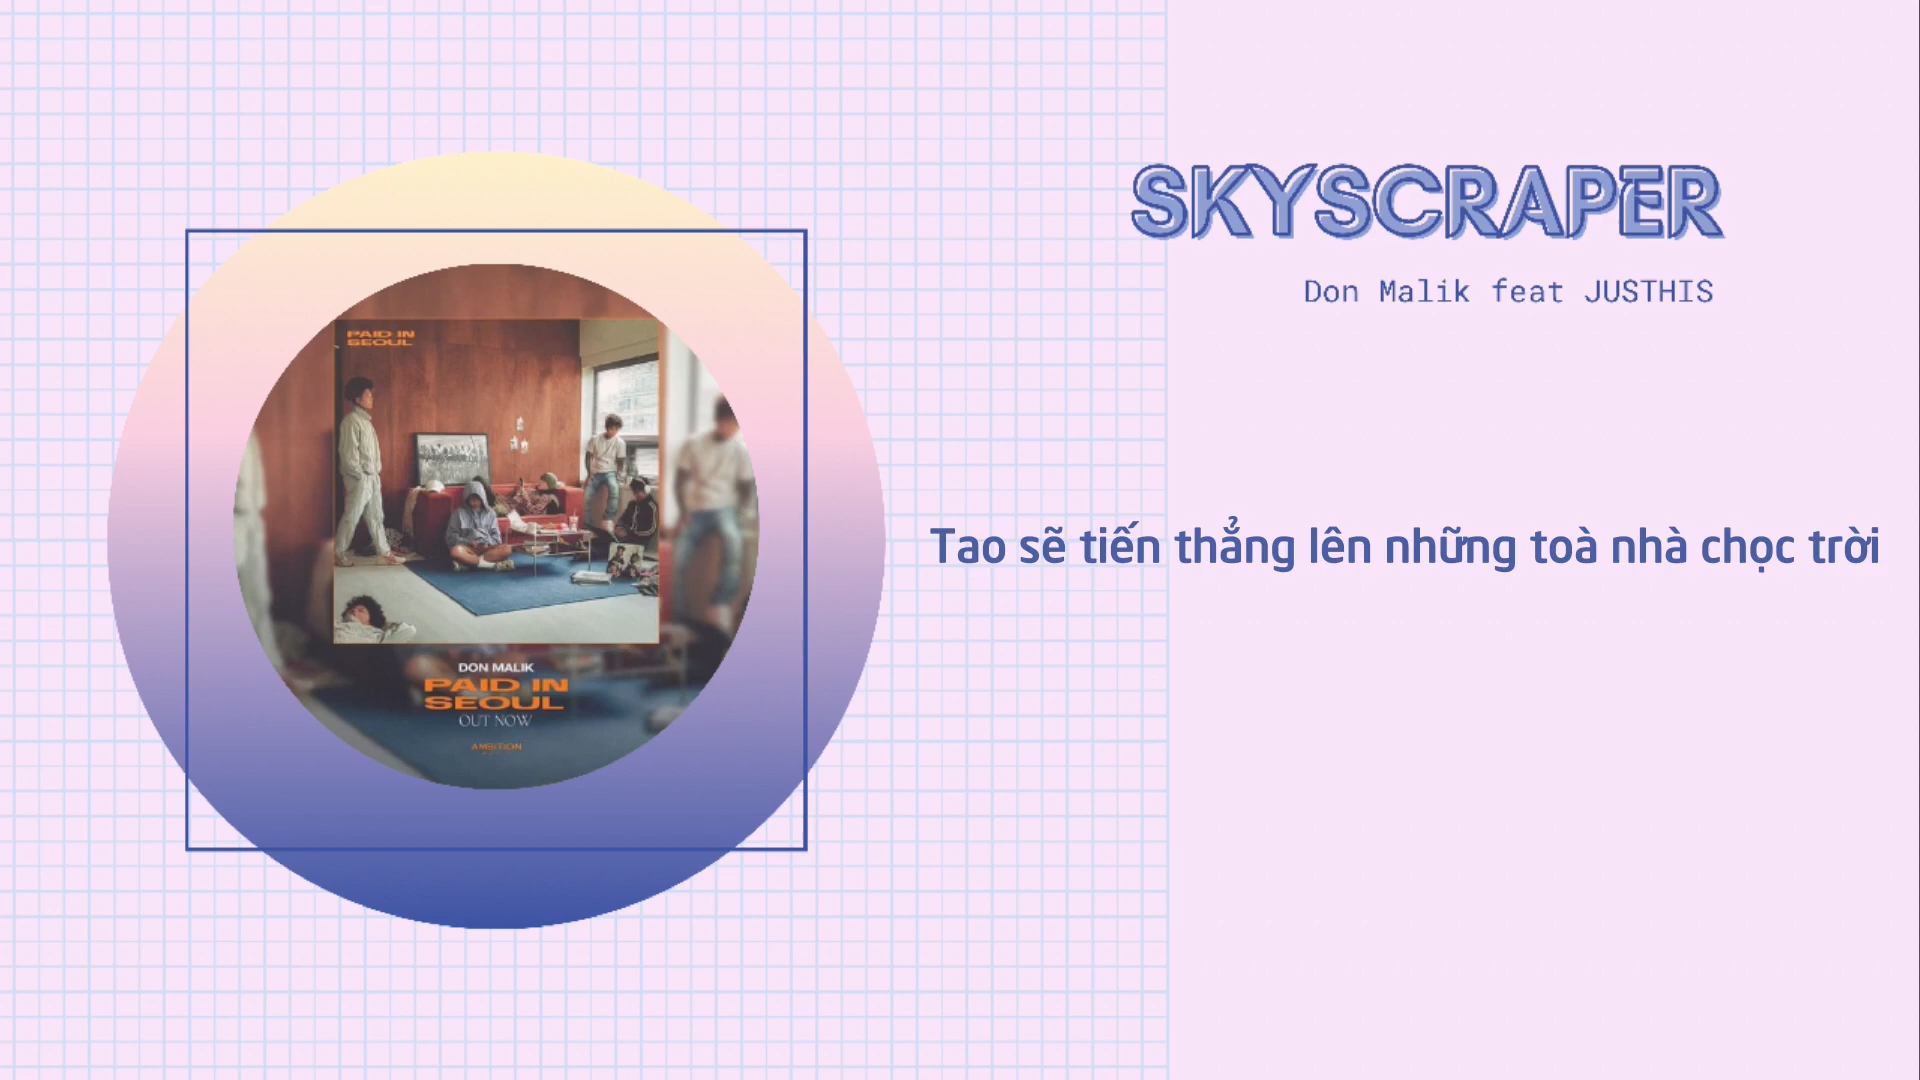 SKYSCRAPER
Don Malik feat JUSTHIS
Tao sẽ tiến thẳng lên những toà nhà chọc trời
PAID IN
SEOUL
DON MALIK
PAID IN
SEOUL
OUT NOW
AMBITION